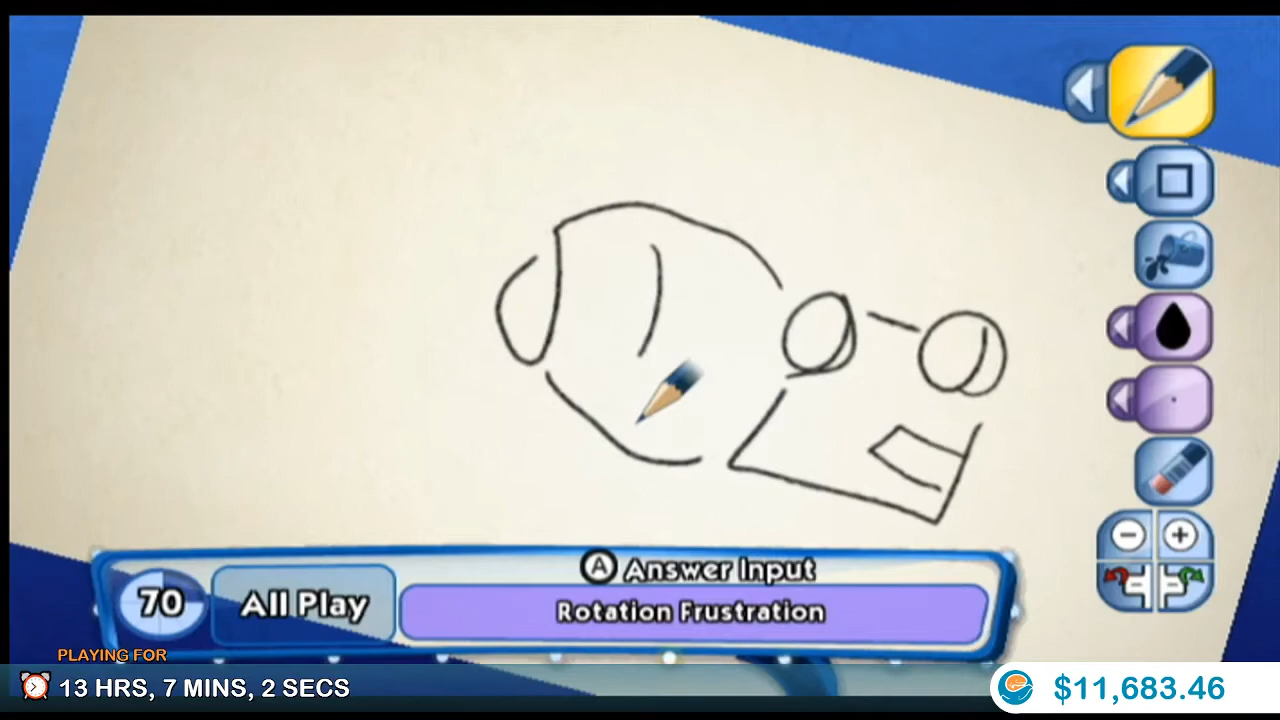 A Answer Input
70
All Play
Rotation Frustration
PLAYING FOR
13 HRS, 7 MINS, 2 SECS
$11,683.46